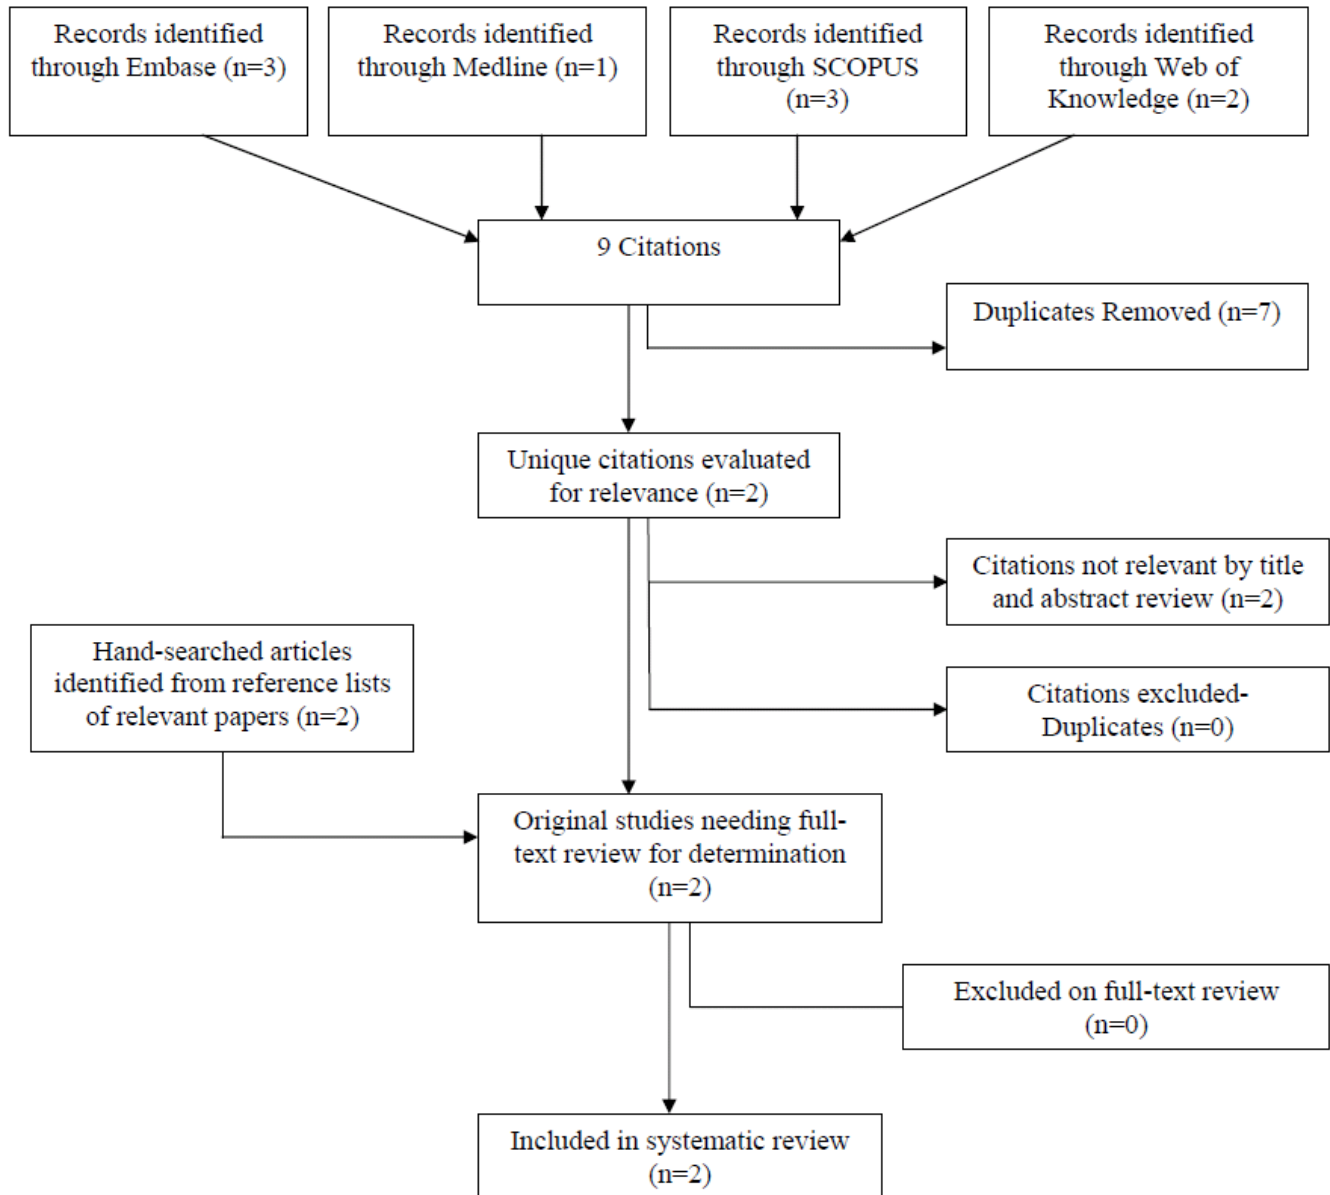 Records identified
through Embase (n=3)
Records identified
through Medline (n=1)
Records identified
through SCOPUS
(n=3)
Records identified
through Web of
Knowledge (n=2)
9 Citations
Duplicates Removed (n=7)
Unique citations evaluated
for relevance (n=2)
Citations not relevant by title
and abstract review (n=2)
Hand-searched articles
identified from reference lists
of relevant papers (n=2)
Citations excluded-
Duplicates (n=0)
Original studies needing full-
text review for determination
(n=2)
Excluded on full-text review
(n=0)
Included in systematic review
(n=2)